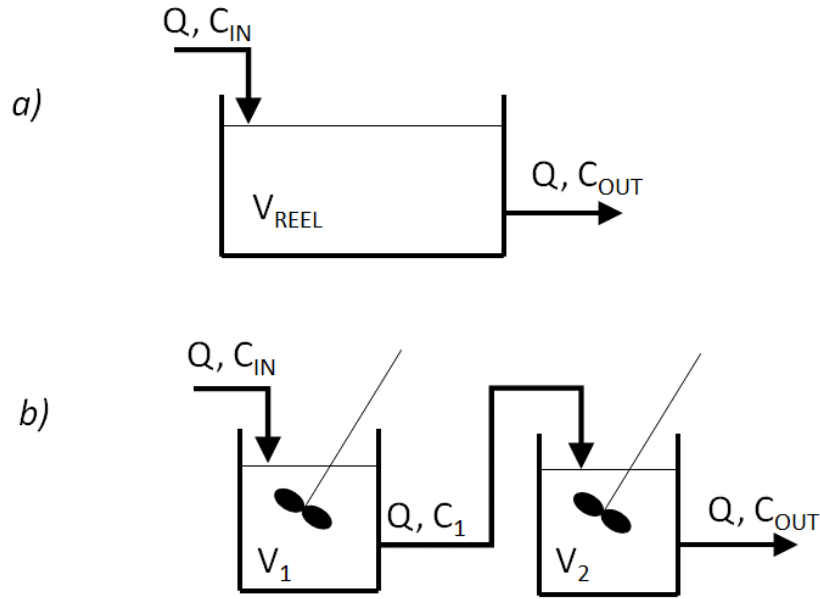 Q, C_IN
a)
Q, C_OUT
V_REEL
Q, C_IN
b)
Q, C_1
Q, C_OUT
V_1
V_2